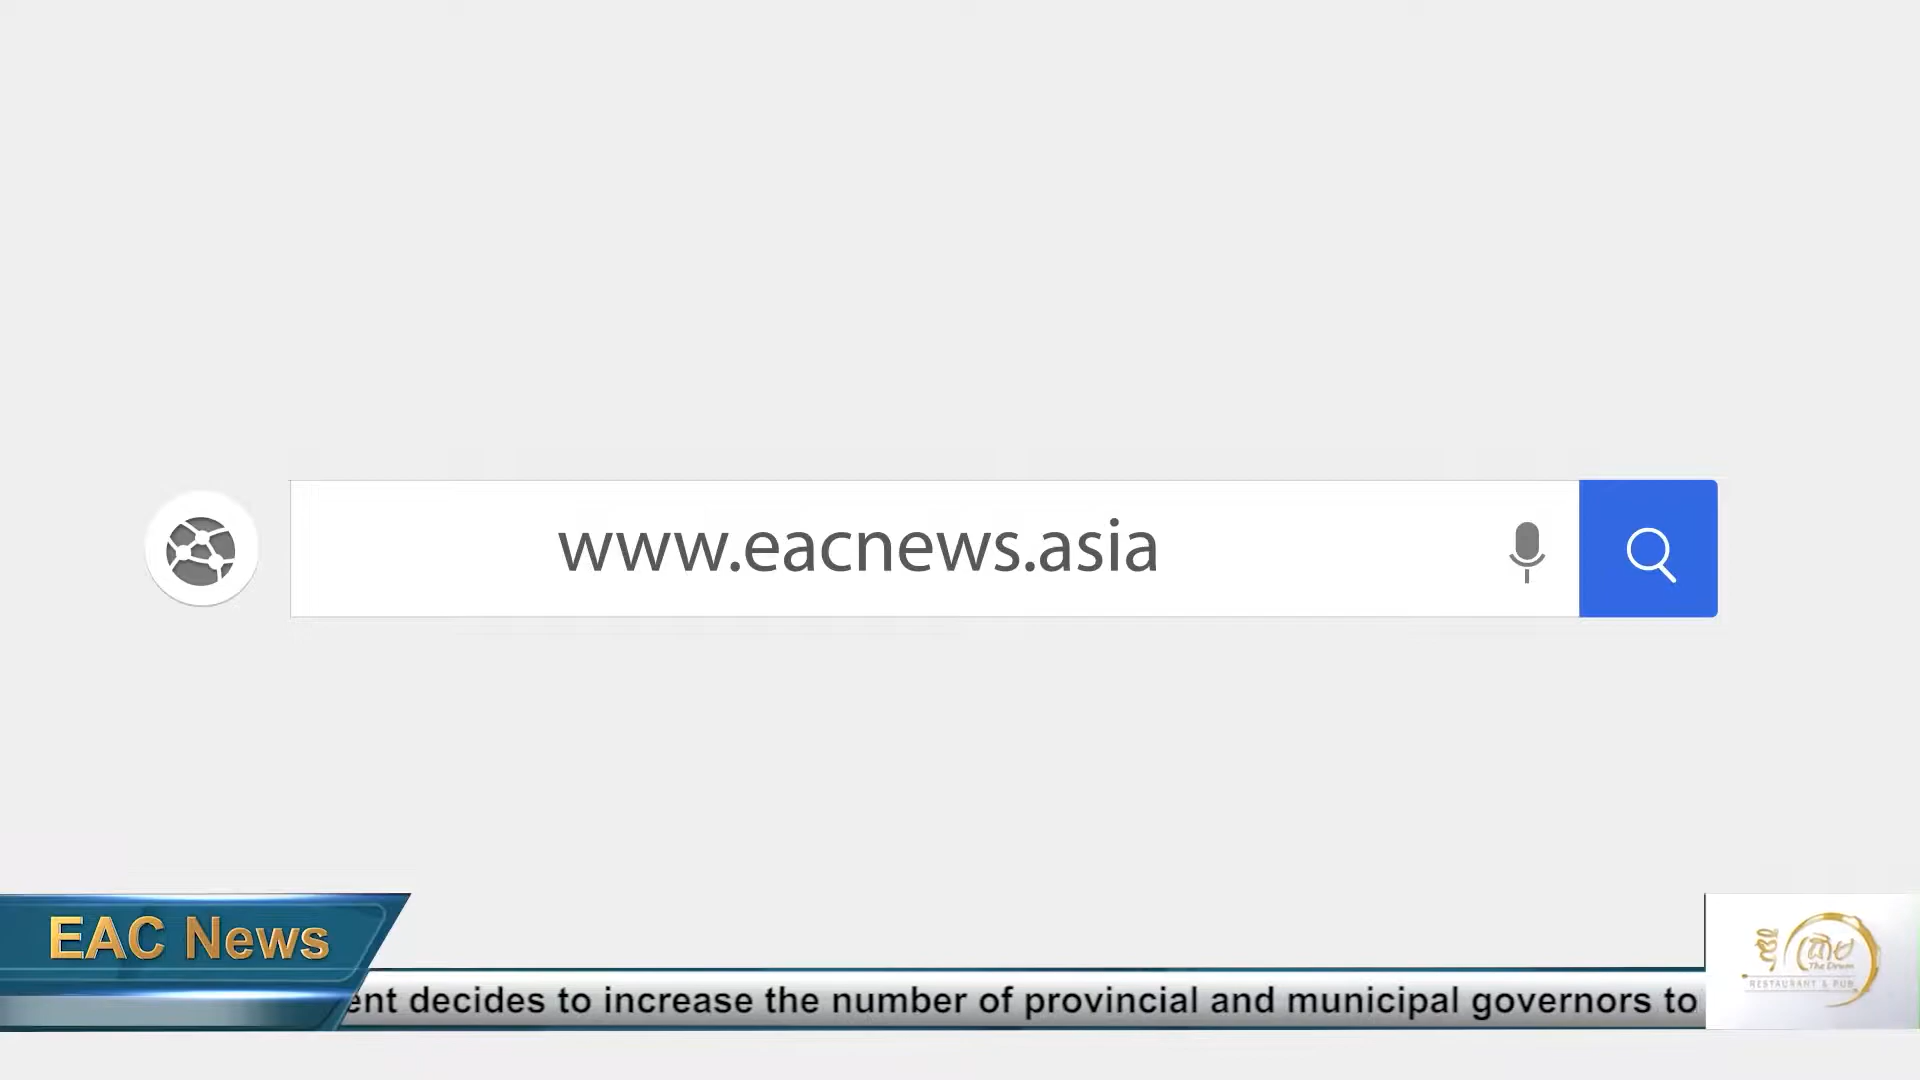 www.eacnews.asia
EAC News
ent decides to increase the number of provincial and municipal governors to
The Drum
RESTAURANT & PUB